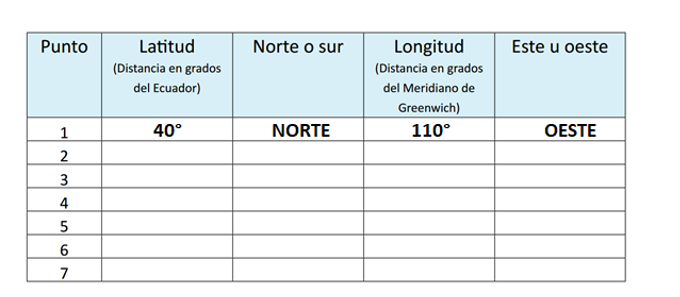 Punto Latitud Norte o sur Longitud Este u oeste
(Distancia en grados (Distancia en grados
del Ecuador) del Meridiano de
Greenwich)
1 40° NORTE 110° OESTE
2
3
4
5
6
7